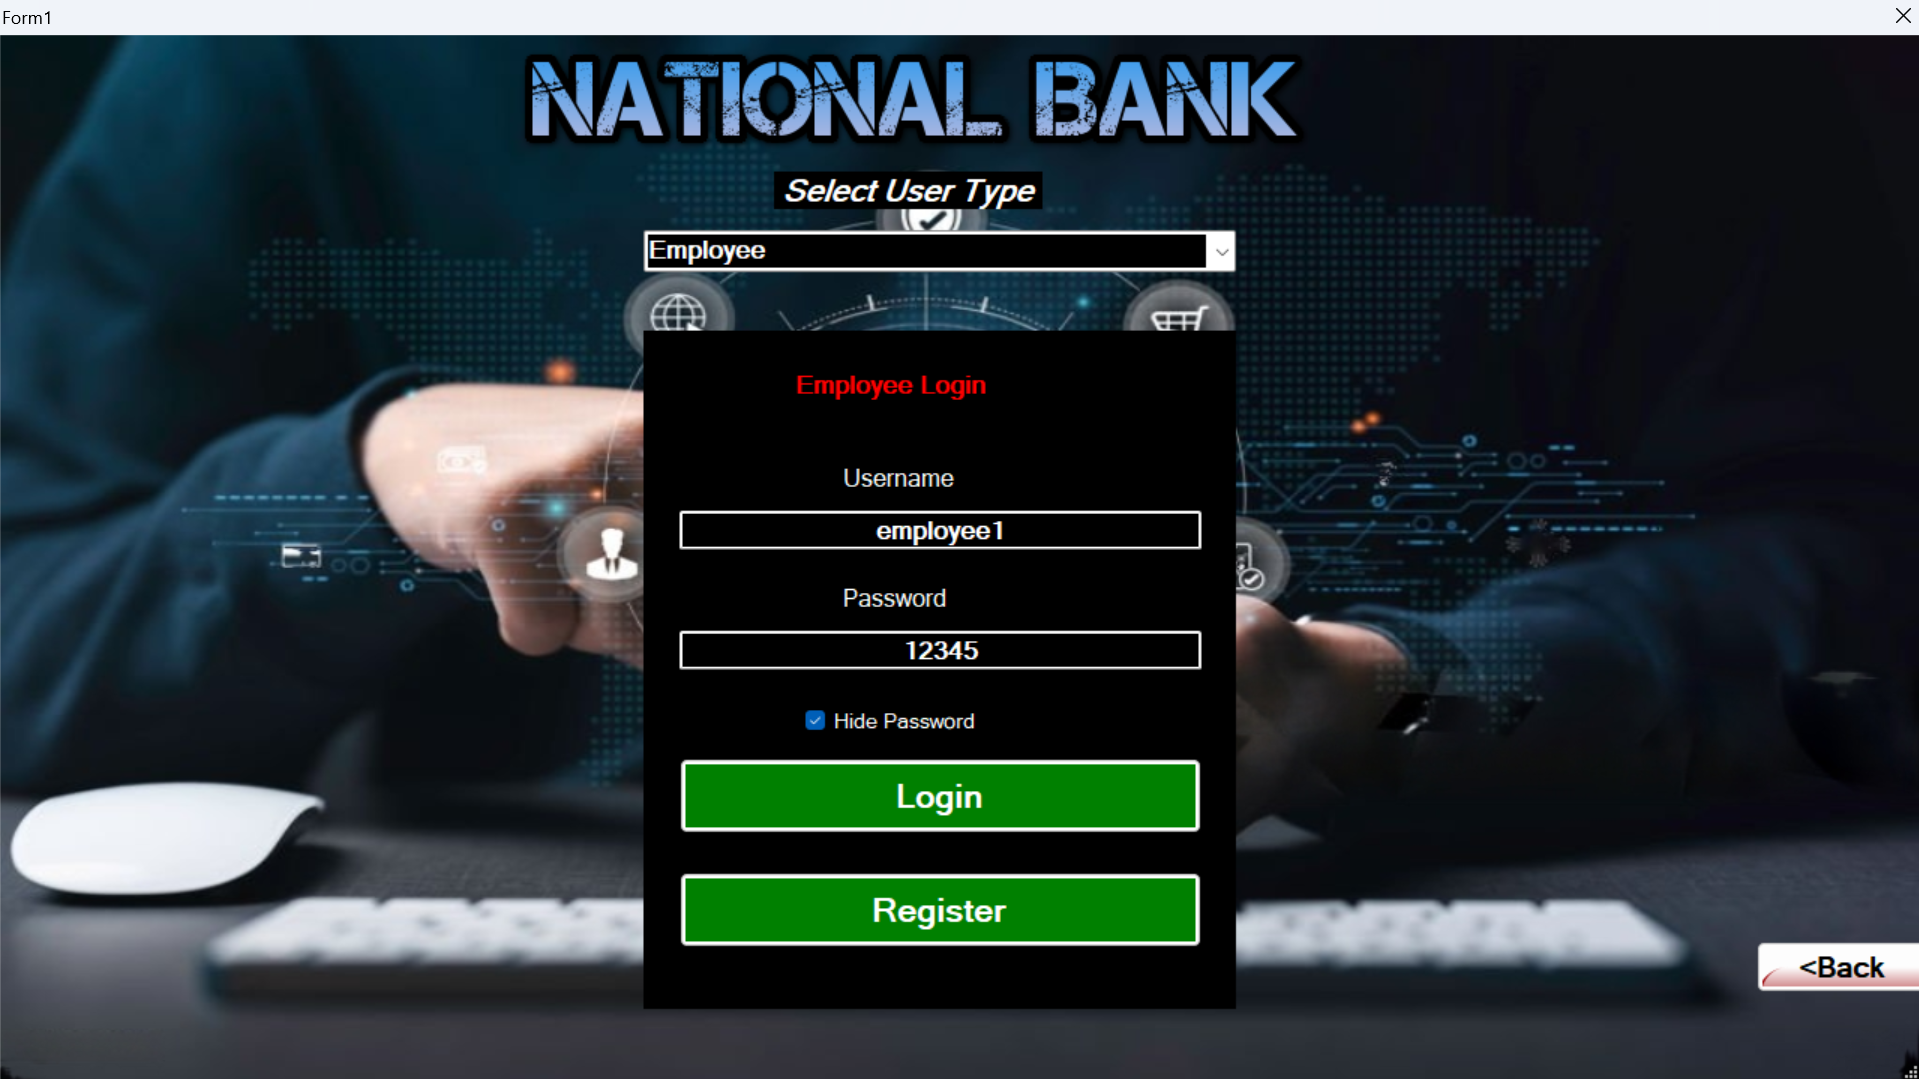 Form1
NATIONAL BANK
Select User Type
Employee
Employee Login
Username
employee1
Password
12345
Hide Password
Login
Register
<Back